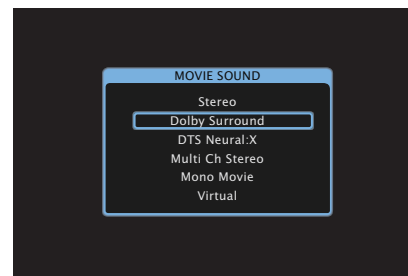 MOVIE SOUND
Stereo
Dolby Surround
DTS Neural:X
Multi Ch Stereo
Mono Movie
Virtual